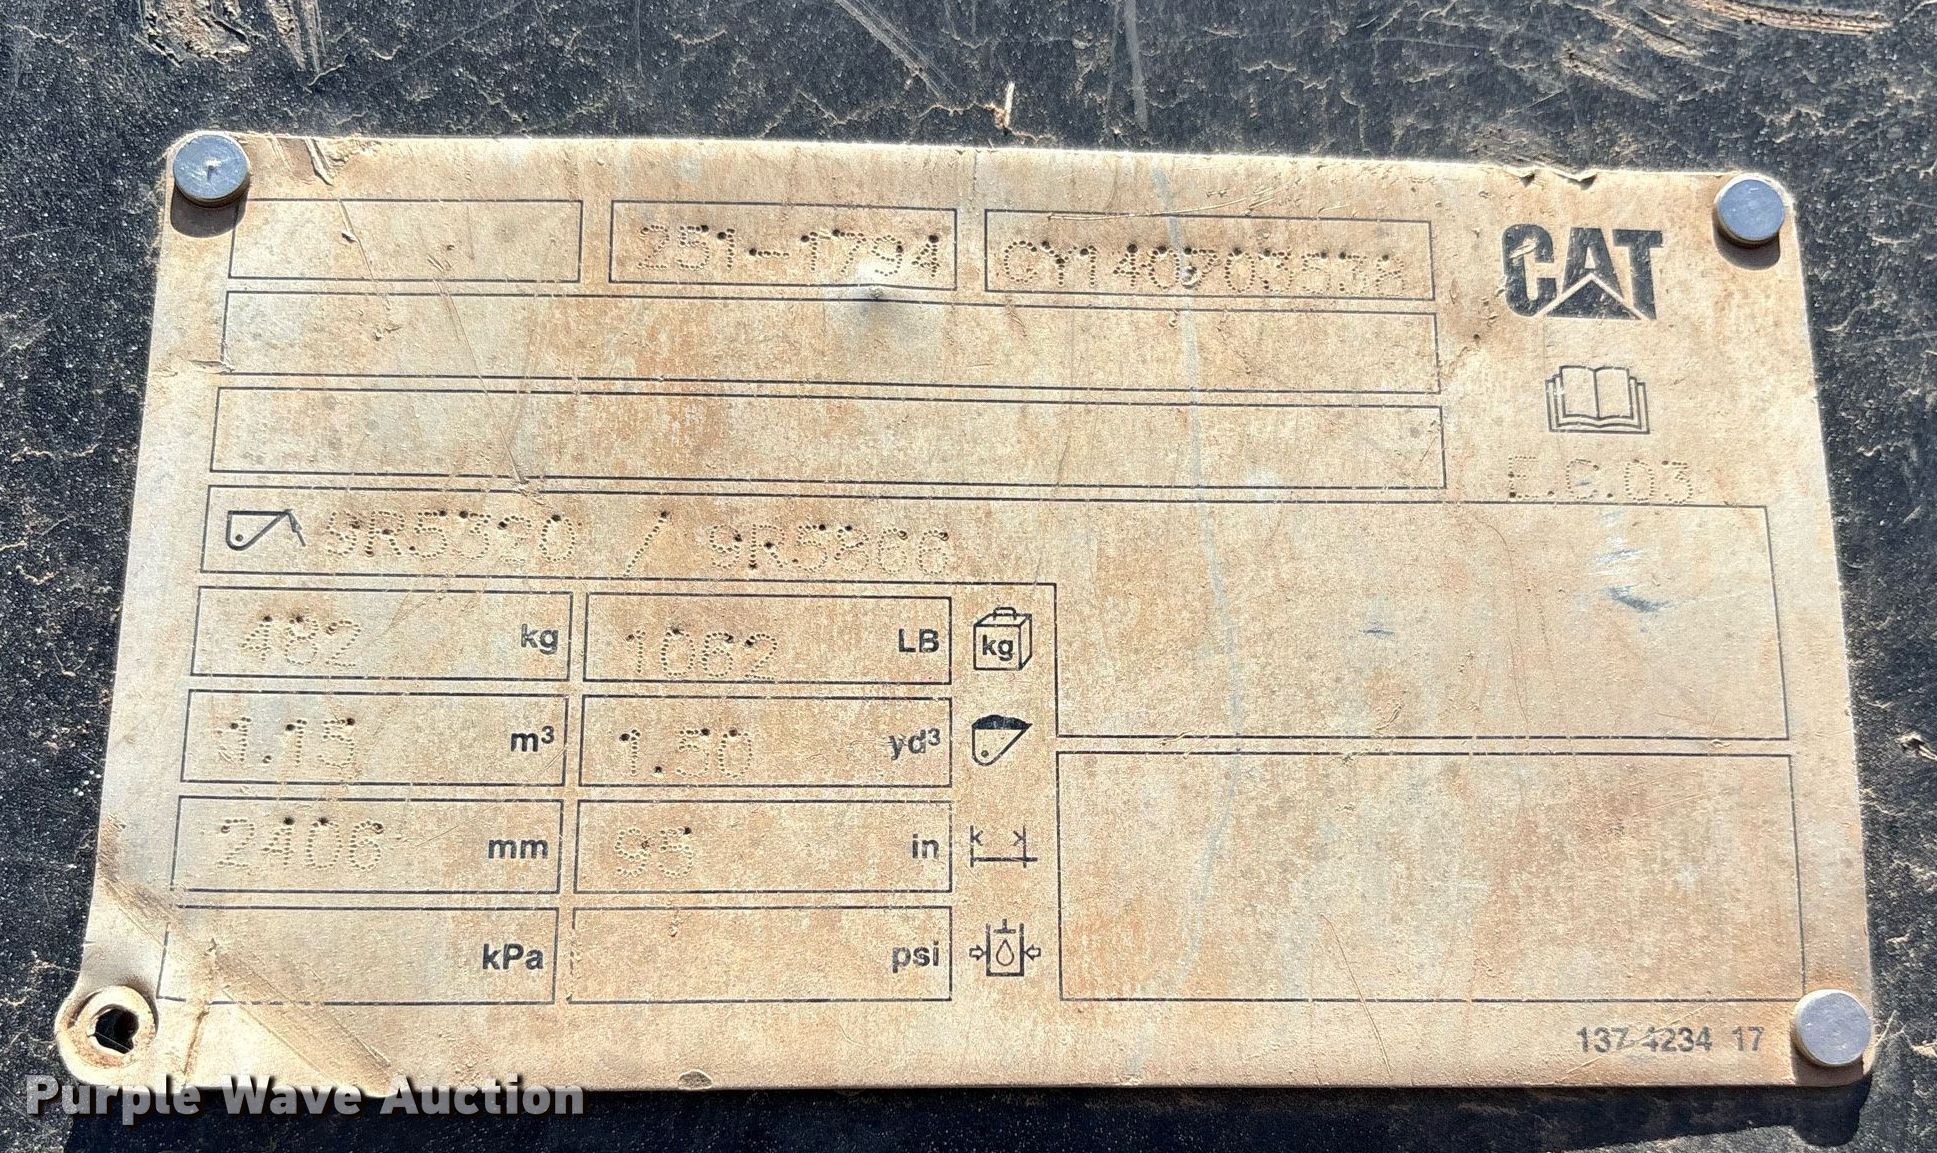 251-1794 GY140703538
CAT
E.C.03
9R5320 / 9R5866
482 kg 1062 LB kg
1.15 m³ 1.50 yd³
2406 mm 95 in
kPa psi
137-4234 17
Purple Wave Auction